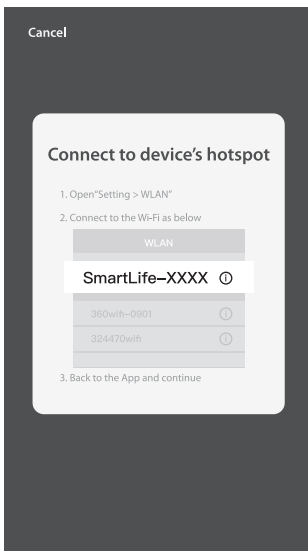 Cancel
Connect to device's hotspot
1. Open"Setting > WLAN"
2. Connect to the Wi-Fi as below
WLAN
SmartLife–XXXX
360wifi–0901
324470wifi
3. Back to the App and continue